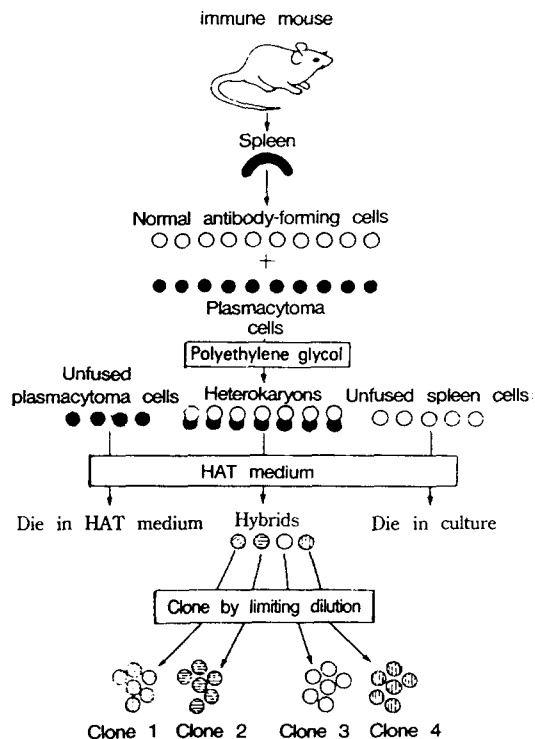 immune mouse
Spleen
Normal antibody-forming cells
+
Plasmacytoma
cells
Polyethylene glycol
Unfused
plasmacytoma cells
Heterokaryons
Unfused spleen cells
HAT medium
Die in HAT medium
Hybrids
Die in culture
Clone by limiting dilution
Clone 1
Clone 2
Clone 3
Clone 4